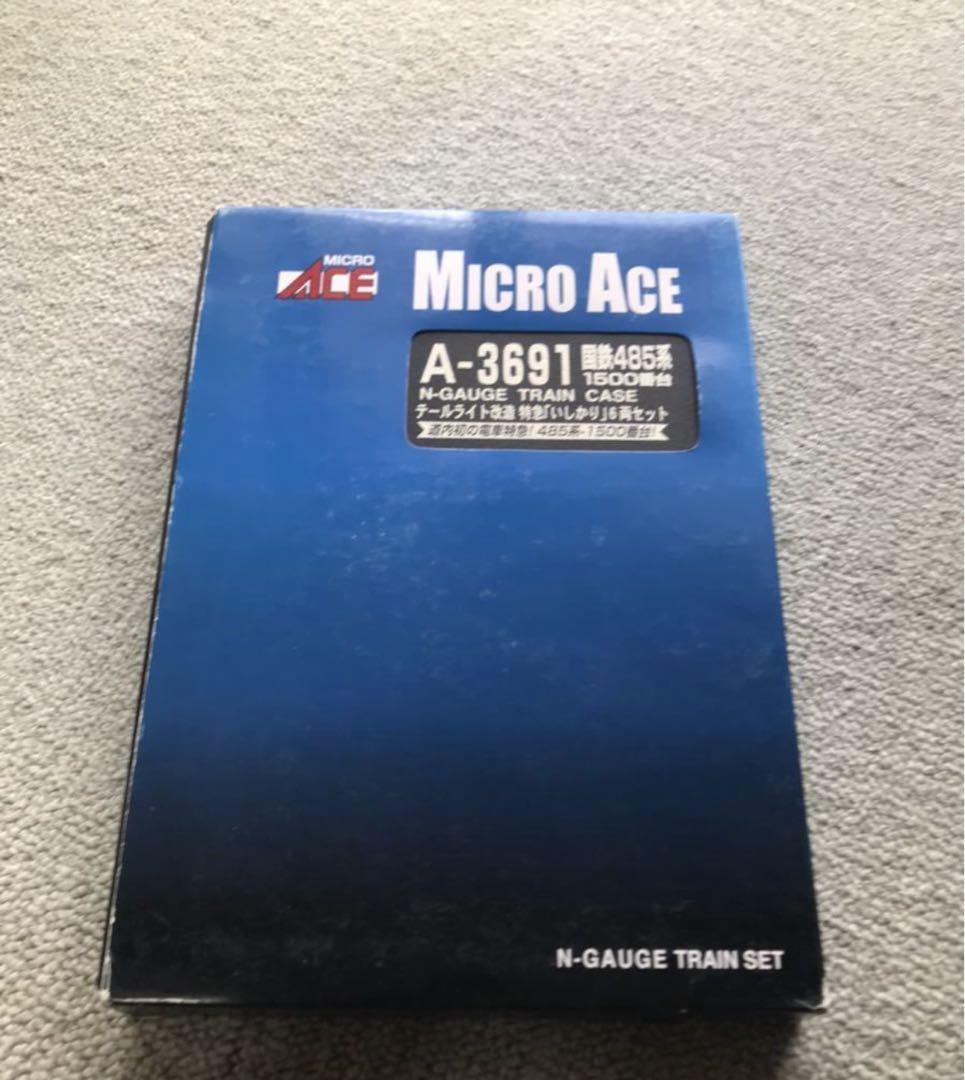 MICRO
ACE
MICRO ACE
A-3691 国鉄485系
1500番台
N-GAUGE TRAIN CASE
テールライト改造 特急「いしかり」6両セット
道内初の電車特急! 485系-1500番台!
N-GAUGE TRAIN SET